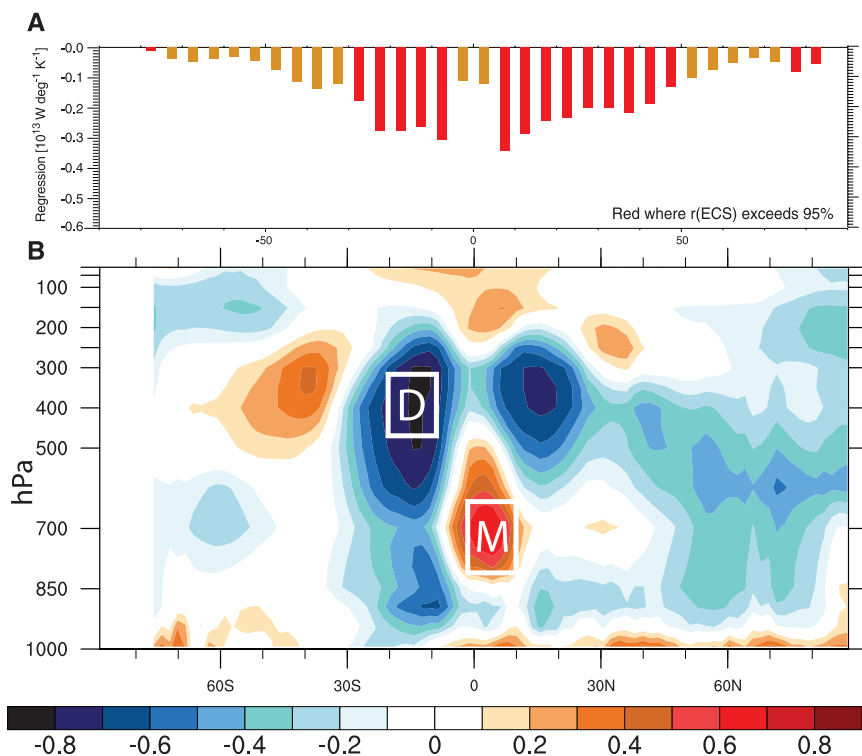 A
Regression [10¹³ W deg⁻¹ K⁻¹]
-0.0
-0.1
-0.2
-0.3
-0.4
-0.5
-0.6
Red where r(ECS) exceeds 95%
-50 0 50
B
hPa
100
200
300
400
500
700
850
1000
D
M
60S 30S 0 30N 60N
-0.8 -0.6 -0.4 -0.2 0 0.2 0.4 0.6 0.8